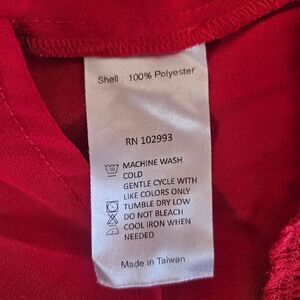 Shell : 100% Polyester
RN 102993
MACHINE WASH
COLD
GENTLE CYCLE WITH
LIKE COLORS ONLY
TUMBLE DRY LOW
DO NOT BLEACH
COOL IRON WHEN
NEEDED
Made in Taiwan